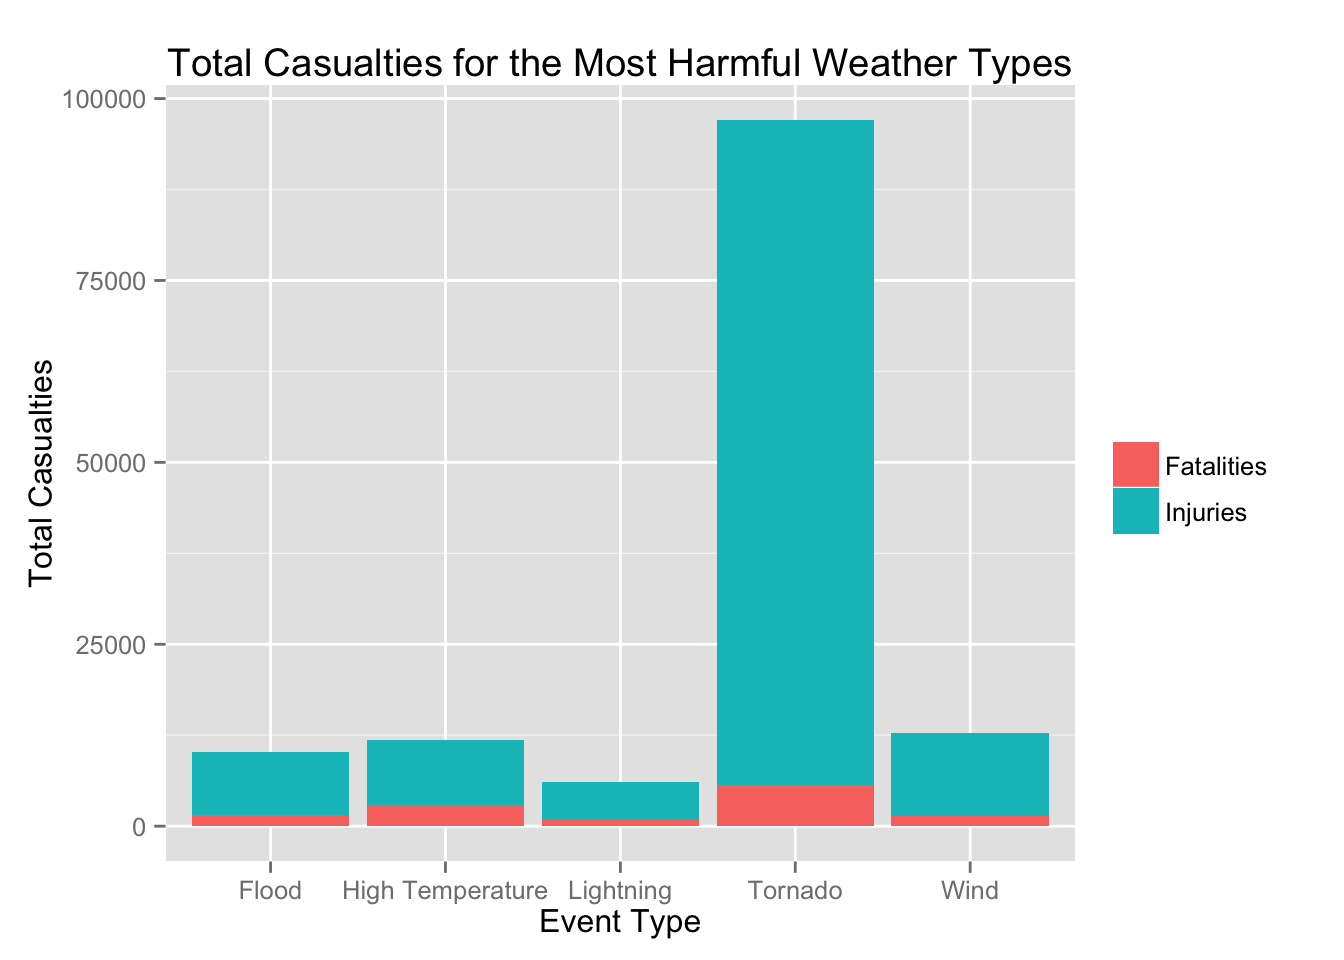 Total Casualties for the Most Harmful Weather Types
Total Casualties
100000
75000
50000
25000
0
Flood
High Temperature
Lightning
Tornado
Wind
Event Type
Fatalities
Injuries